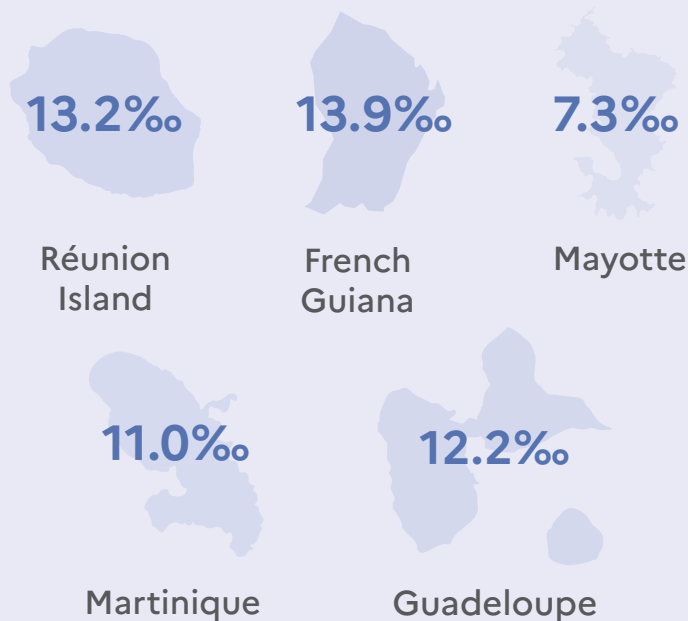 13.2‰
Réunion
Island
13.9‰
French
Guiana
7.3‰
Mayotte
11.0‰
Martinique
12.2‰
Guadeloupe